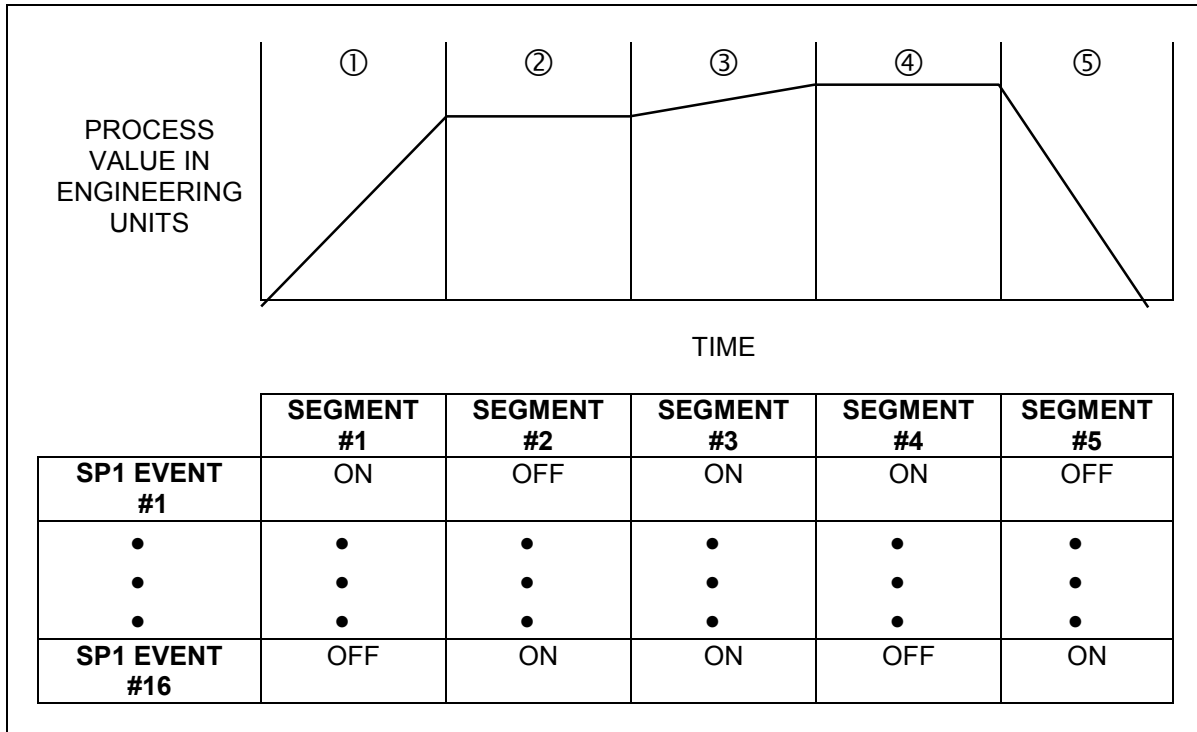 ① ② ③ ④ ⑤
PROCESS
VALUE IN
ENGINEERING
UNITS
TIME
SEGMENT #1 SEGMENT #2 SEGMENT #3 SEGMENT #4 SEGMENT #5
SP1 EVENT #1 ON OFF ON ON OFF
● ● ● ● ● ●
● ● ● ● ● ●
● ● ● ● ● ●
SP1 EVENT #16 OFF ON ON OFF ON